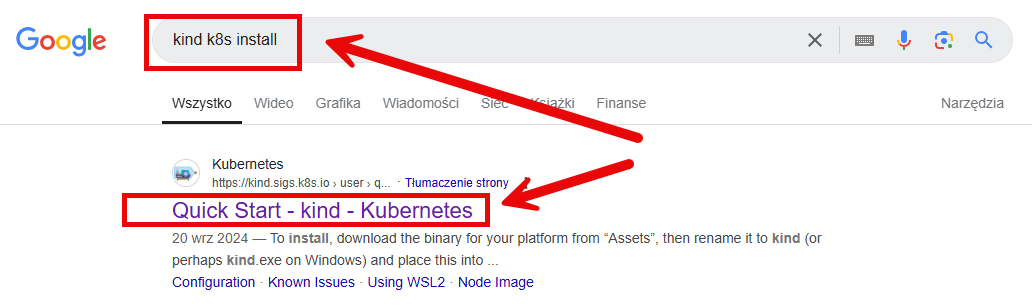 Google
kind k8s install
Wszystko Wideo Grafika Wiadomości Sieć Książki Finanse Narzędzia
Kubernetes
https://kind.sigs.k8s.io › user › q... · Tłumaczenie strony
Quick Start - kind - Kubernetes
20 wrz 2024 — To install, download the binary for your platform from “Assets”, then rename it to kind (or
perhaps kind.exe on Windows) and place this into ...
Configuration · Known Issues · Using WSL2 · Node Image